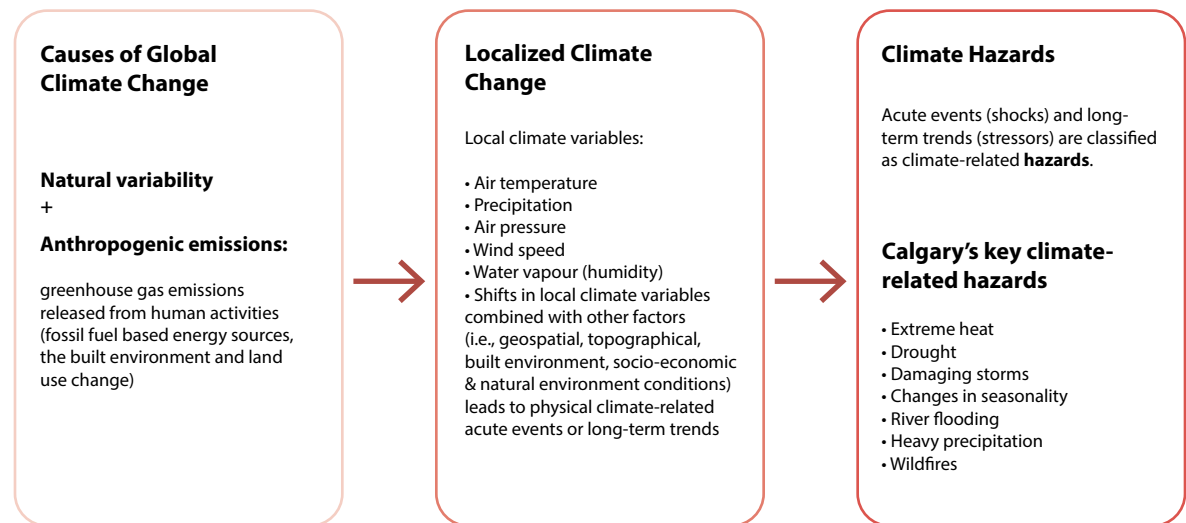 Causes of Global
Climate Change
Natural variability
+
Anthropogenic emissions:
greenhouse gas emissions
released from human activities
(fossil fuel based energy sources,
the built environment and land
use change)
Localized Climate
Change
Local climate variables:
• Air temperature
• Precipitation
• Air pressure
• Wind speed
• Water vapour (humidity)
• Shifts in local climate variables
combined with other factors
(i.e., geospatial, topographical,
built environment, socio-economic
& natural environment conditions)
leads to physical climate-related
acute events or long-term trends
Climate Hazards
Acute events (shocks) and long-
term trends (stressors) are classified
as climate-related hazards.
Calgary’s key climate-
related hazards
• Extreme heat
• Drought
• Damaging storms
• Changes in seasonality
• River flooding
• Heavy precipitation
• Wildfires